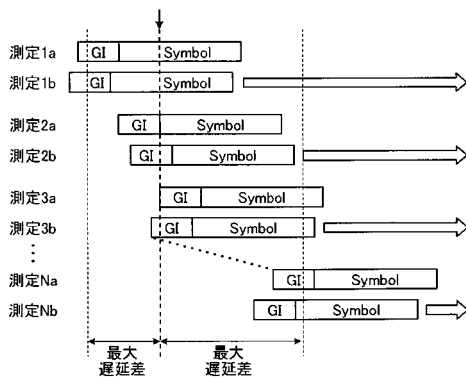 測定1a GI Symbol
測定1b GI Symbol
測定2a GI Symbol
測定2b GI Symbol
測定3a GI Symbol
測定3b GI Symbol
測定Na GI Symbol
測定Nb GI Symbol
最大 最大
遅延差 遅延差